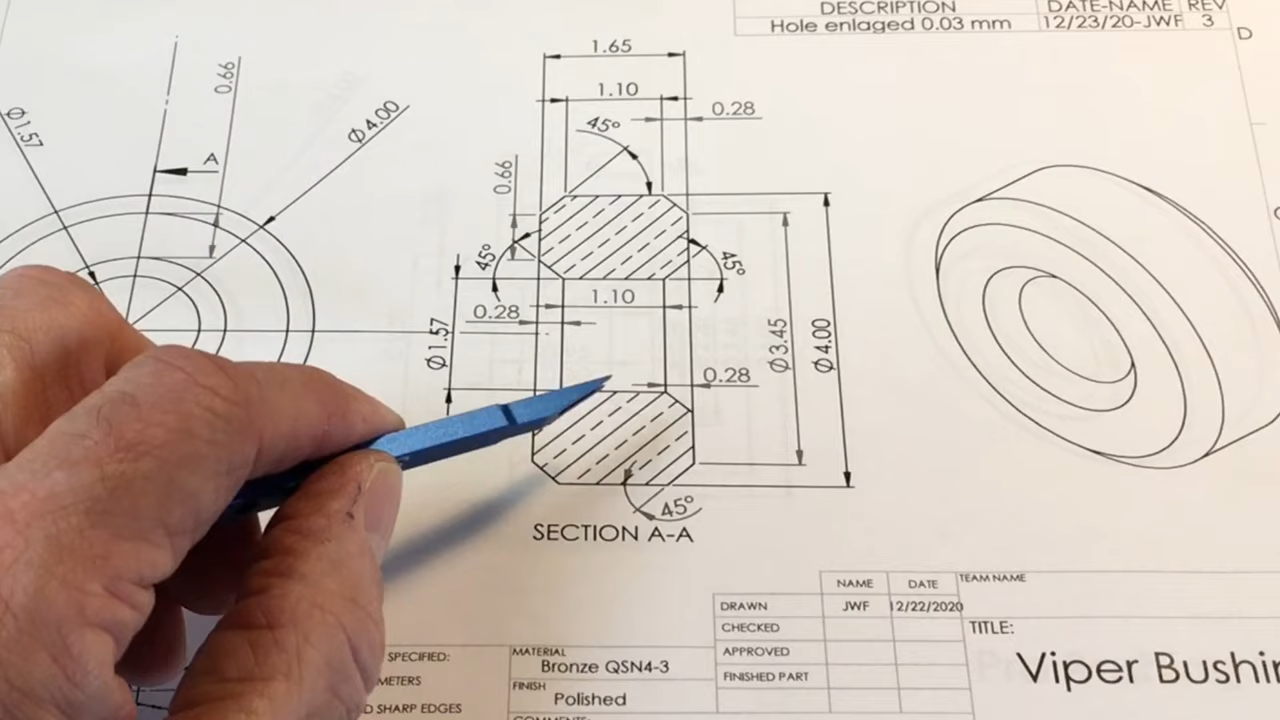 DESCRIPTION DATE-NAME REV
Hole enlaged 0.03 mm 12/23/20-JWF 3
D
1.65
0.66
1.10
0.28
Ø1.57
Ø4.00
45°
A
0.66
45°
45°
1.10
0.28
Ø1.57
Ø3.45
Ø4.00
0.28
45°
SECTION A-A
NAME DATE TEAM NAME
DRAWN JWF 12/22/2020
CHECKED
TITLE:
APPROVED
SPECIFIED:
MATERIAL
Bronze QSN4-3
FINISHED PART
Viper Bushin
METERS
FINISH
Polished
D SHARP EDGES